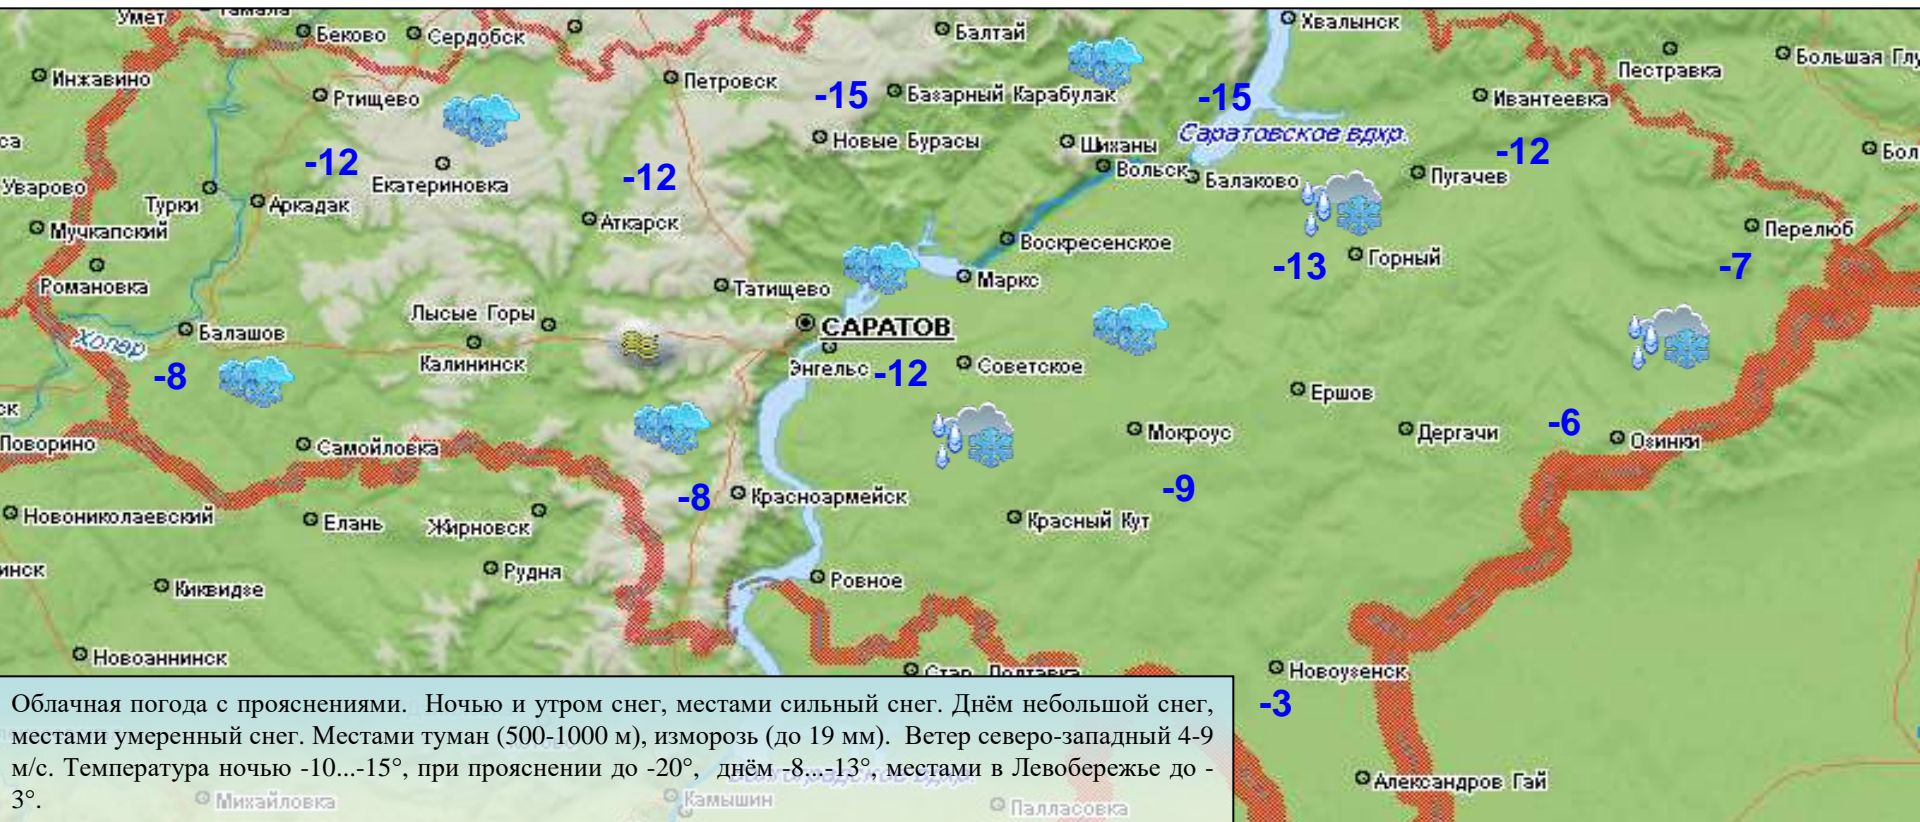 Умет
Беково
Сердобск
Балтай
Хвалынск
Инжавино
Петровск
Пестравка
Ртищево
-15
Базарный Карабулак
-15
Ивантеевка
Новые Бурасы
Шиханы
Саратовское вдхр.
-12
-12
Екатериновка
-12
Вольск
Балаково
Пугачев
Уварово
Турки
Аркадак
Аткарск
Мучкапский
Воскресенское
Перелюб
-13
Горный
-7
Романовка
Татищево
Маркс
Лысые Горы
САРАТОВ
Хопер
Балашов
Калининск
Энгельс
-12
Советское
-8
Ершов
Поворино
Самойловка
Мокроус
Дергачи
-6
Озинки
-8
Красноармейск
-9
Новониколаевский
Елань
Жирновск
Красный Кут
Рудня
Киквидзе
Ровное
Новоаннинск
Стар. Полтавка
Новоузенск
-3
Облачная погода с прояснениями. Ночью и утром снег, местами сильный снег. Днём небольшой снег,
местами умеренный снег. Местами туман (500-1000 м), изморозь (до 19 мм). Ветер северо-западный 4-9
м/с. Температура ночью -10...-15°, при прояснении до -20°, днём -8...-13°, местами в Левобережье до -
3°.
Александров Гай
Михайловка
Камышин
Палласовка